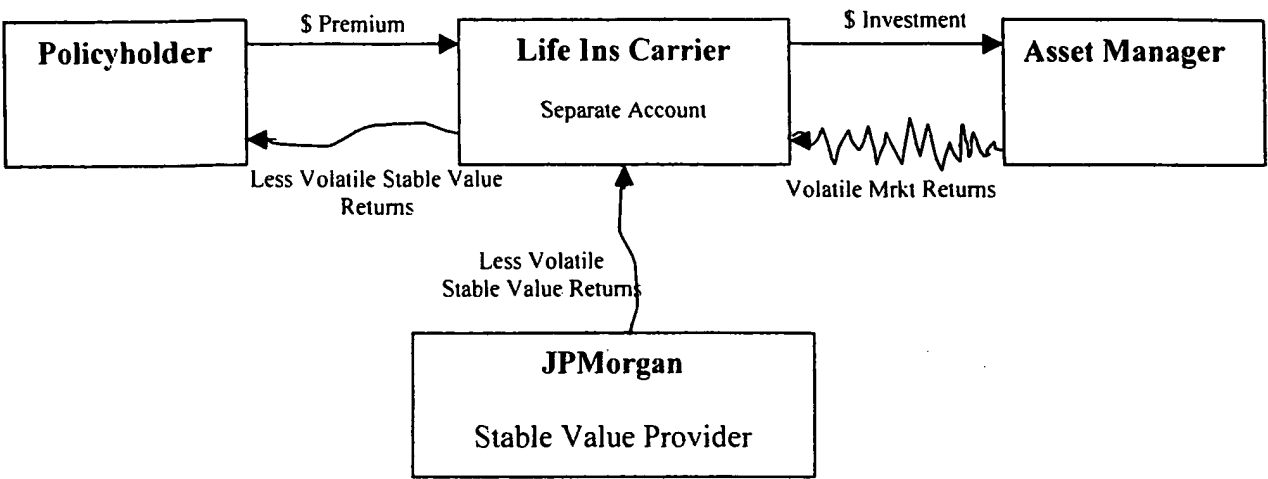 $ Premium
$ Investment
Policyholder
Life Ins Carrier
Asset Manager
Separate Account
Less Volatile Stable Value
Returns
Volatile Mrkt Returns
Less Volatile
Stable Value Returns
JPMorgan
Stable Value Provider